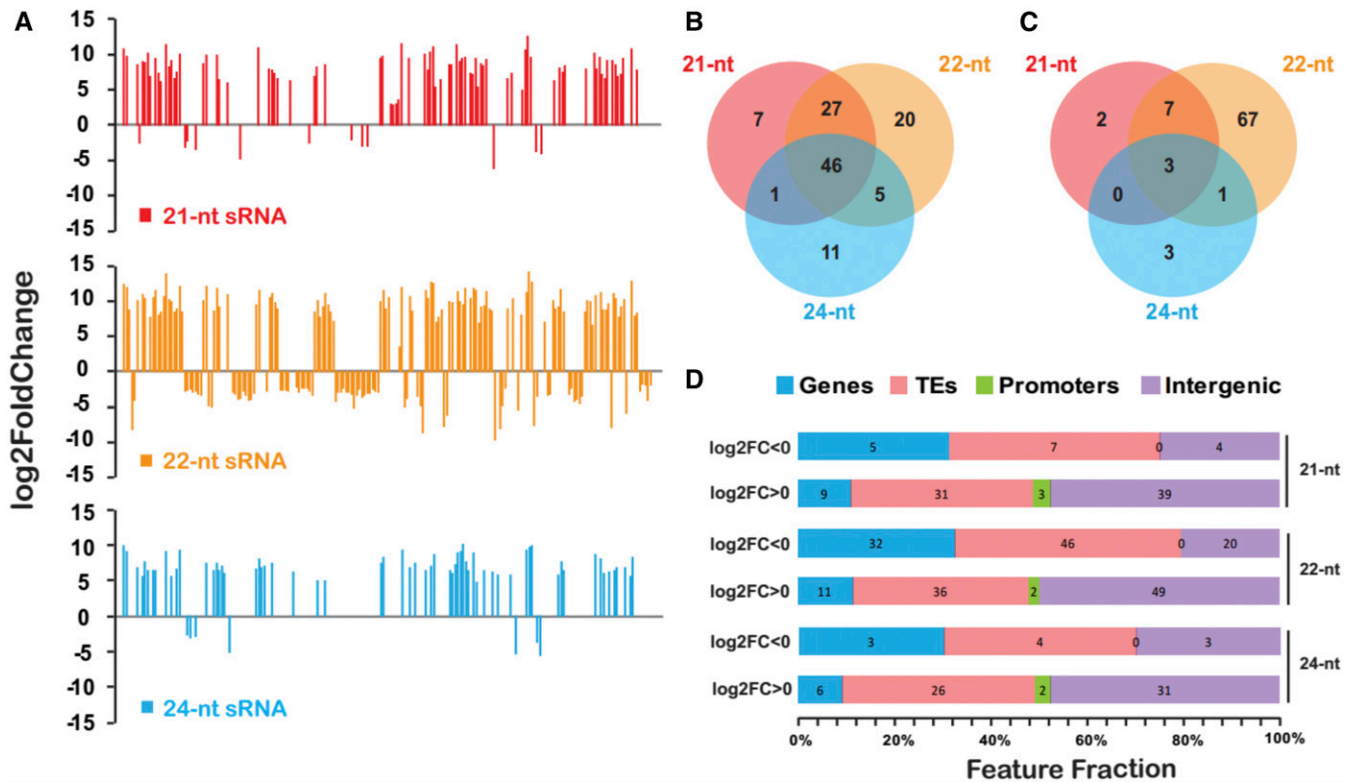 A
log2FoldChange
15
10
5
0
-5
-10
-15
21-nt sRNA
15
10
5
0
-5
-10
-15
22-nt sRNA
15
10
5
0
-5
-10
-15
24-nt sRNA
B
21-nt
22-nt
7
27
20
46
1
5
11
24-nt
C
21-nt
22-nt
2
7
67
3
0
1
3
24-nt
D
Genes TEs Promoters Intergenic
log2FC<0 5 7 0 4
21-nt
log2FC>0 9 31 3 39
log2FC<0 32 46 0 20
22-nt
log2FC>0 11 36 2 49
log2FC<0 3 4 0 3
24-nt
log2FC>0 6 26 2 31
0% 20% 40% 60% 80% 100%
Feature Fraction